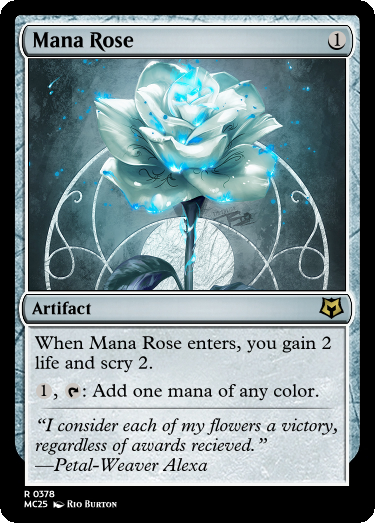 Mana Rose 1
Artifact
When Mana Rose enters, you gain 2
life and scry 2.
1, : Add one mana of any color.
“I consider each of my flowers a victory,
regardless of awards recieved.”
—Petal-Weaver Alexa
R 0378
MC25 Rio Burton